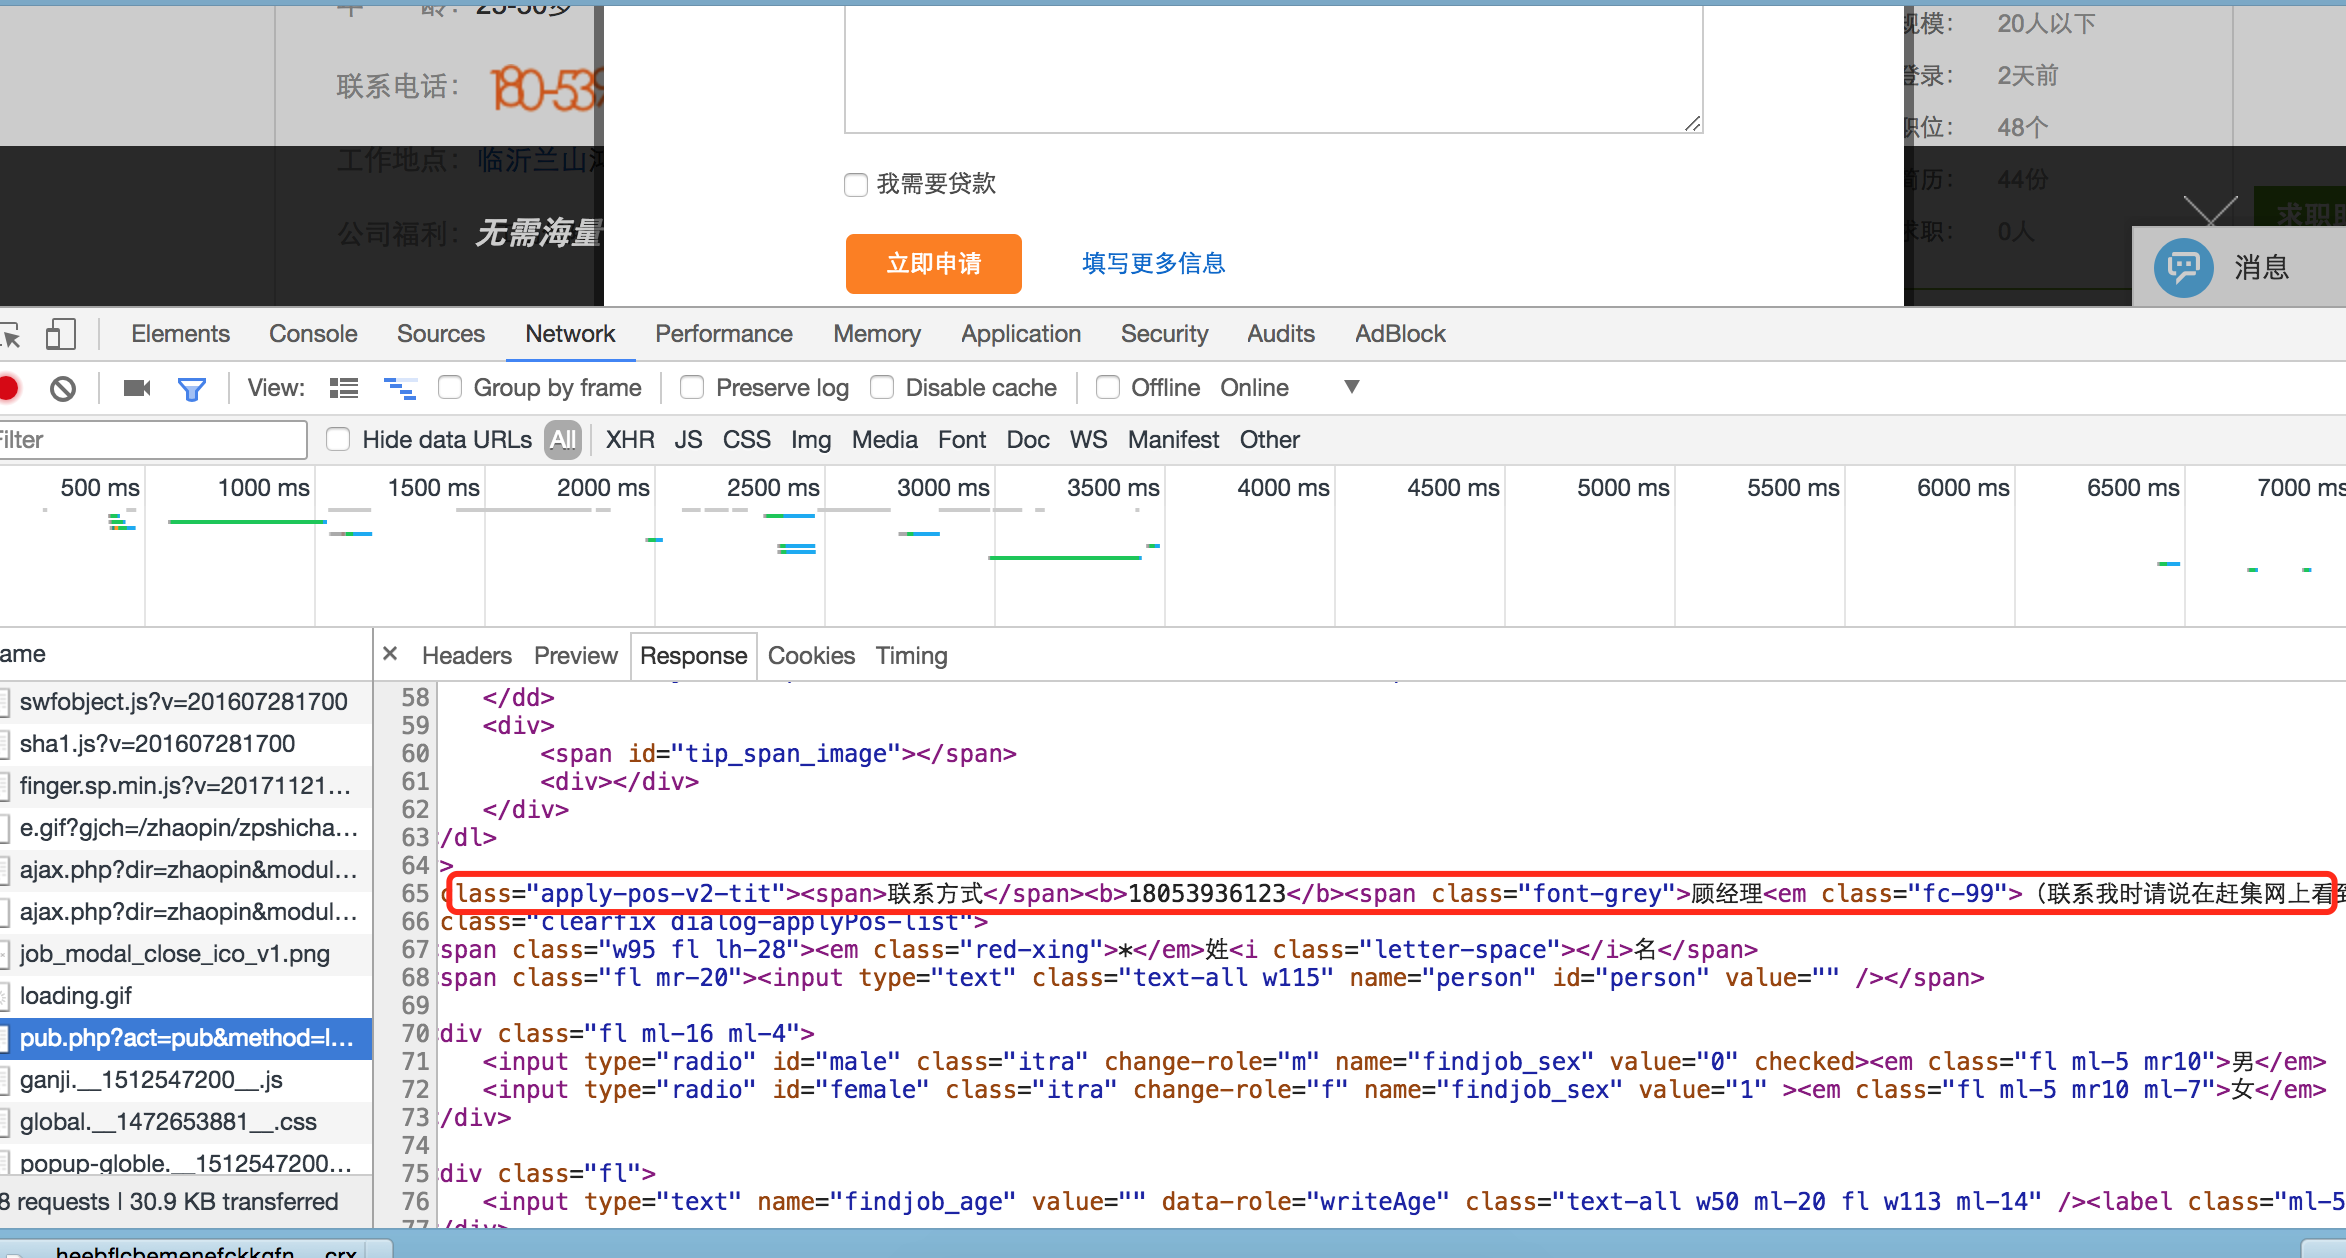 龄： 25-30岁
联系电话： 180-539
工作地点： 临沂兰山
公司福利： 无需海量
规模： 20人以下
登录： 2天前
职位： 48个
简历： 44份
求职： 0人
我需要贷款
立即申请 填写更多信息
求职
消息
Elements Console Sources Network Performance Memory Application Security Audits AdBlock
View: Group by frame Preserve log Disable cache Offline Online
Filter Hide data URLs All XHR JS CSS Img Media Font Doc WS Manifest Other
500 ms 1000 ms 1500 ms 2000 ms 2500 ms 3000 ms 3500 ms 4000 ms 4500 ms 5000 ms 5500 ms 6000 ms 6500 ms 7000 ms
ame
× Headers Preview Response Cookies Timing
swfobject.js?v=201607281700
sha1.js?v=201607281700
finger.sp.min.js?v=20171121...
e.gif?gjch=/zhaopin/zpshicha...
ajax.php?dir=zhaopin&modul...
ajax.php?dir=zhaopin&modul...
job_modal_close_ico_v1.png
loading.gif
pub.php?act=pub&method=l...
ganji.__1512547200__.js
global.__1472653881__.css
popup-globle.__1512547200...
8 requests | 30.9 KB transferred
58 </dd>
59 <div>
60 <span id="tip_span_image"></span>
61 <div></div>
62 </div>
63 /dl>
64 >
65 class="apply-pos-v2-tit"><span>联系方式</span><b>18053936123</b><span class="font-grey">顾经理<em class="fc-99">（联系我时请说在赶集网上看到
66 class="clearfix dialog-applyPos-list">
67 span class="w95 fl lh-28"><em class="red-xing">*</em>姓<i class="letter-space"></i>名</span>
68 span class="fl mr-20"><input type="text" class="text-all w115" name="person" id="person" value="" /></span>
69
70 div class="fl ml-16 ml-4">
71 <input type="radio" id="male" class="itra" change-role="m" name="findjob_sex" value="0" checked><em class="fl ml-5 mr10">男</em>
72 <input type="radio" id="female" class="itra" change-role="f" name="findjob_sex" value="1" ><em class="fl ml-5 mr10 ml-7">女</em>
73 /div>
74
75 div class="fl">
76 <input type="text" name="findjob_age" value="" data-role="writeAge" class="text-all w50 ml-20 fl w113 ml-14" /><label class="ml-5
77 /div>
heebflcbemenefckkgfn....crx